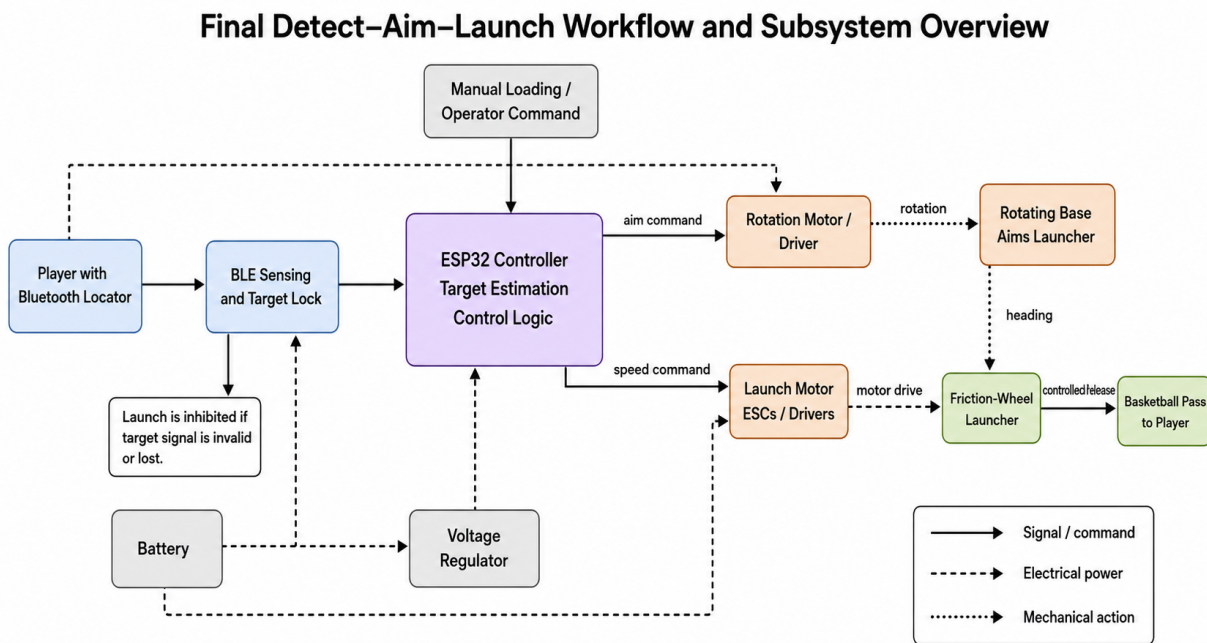 Final Detect–Aim–Launch Workflow and Subsystem Overview
Manual Loading /
Operator Command
Player with
Bluetooth Locator
BLE Sensing
and Target Lock
ESP32 Controller
Target Estimation
Control Logic
aim command
Rotation Motor /
Driver
rotation
Rotating Base
Aims Launcher
heading
speed command
Launch Motor
ESCs / Drivers
motor drive
Friction-Wheel
Launcher
controlled release
Basketball Pass
to Player
Launch is inhibited if
target signal is invalid
or lost.
Battery
Voltage
Regulator
Signal / command
Electrical power
Mechanical action